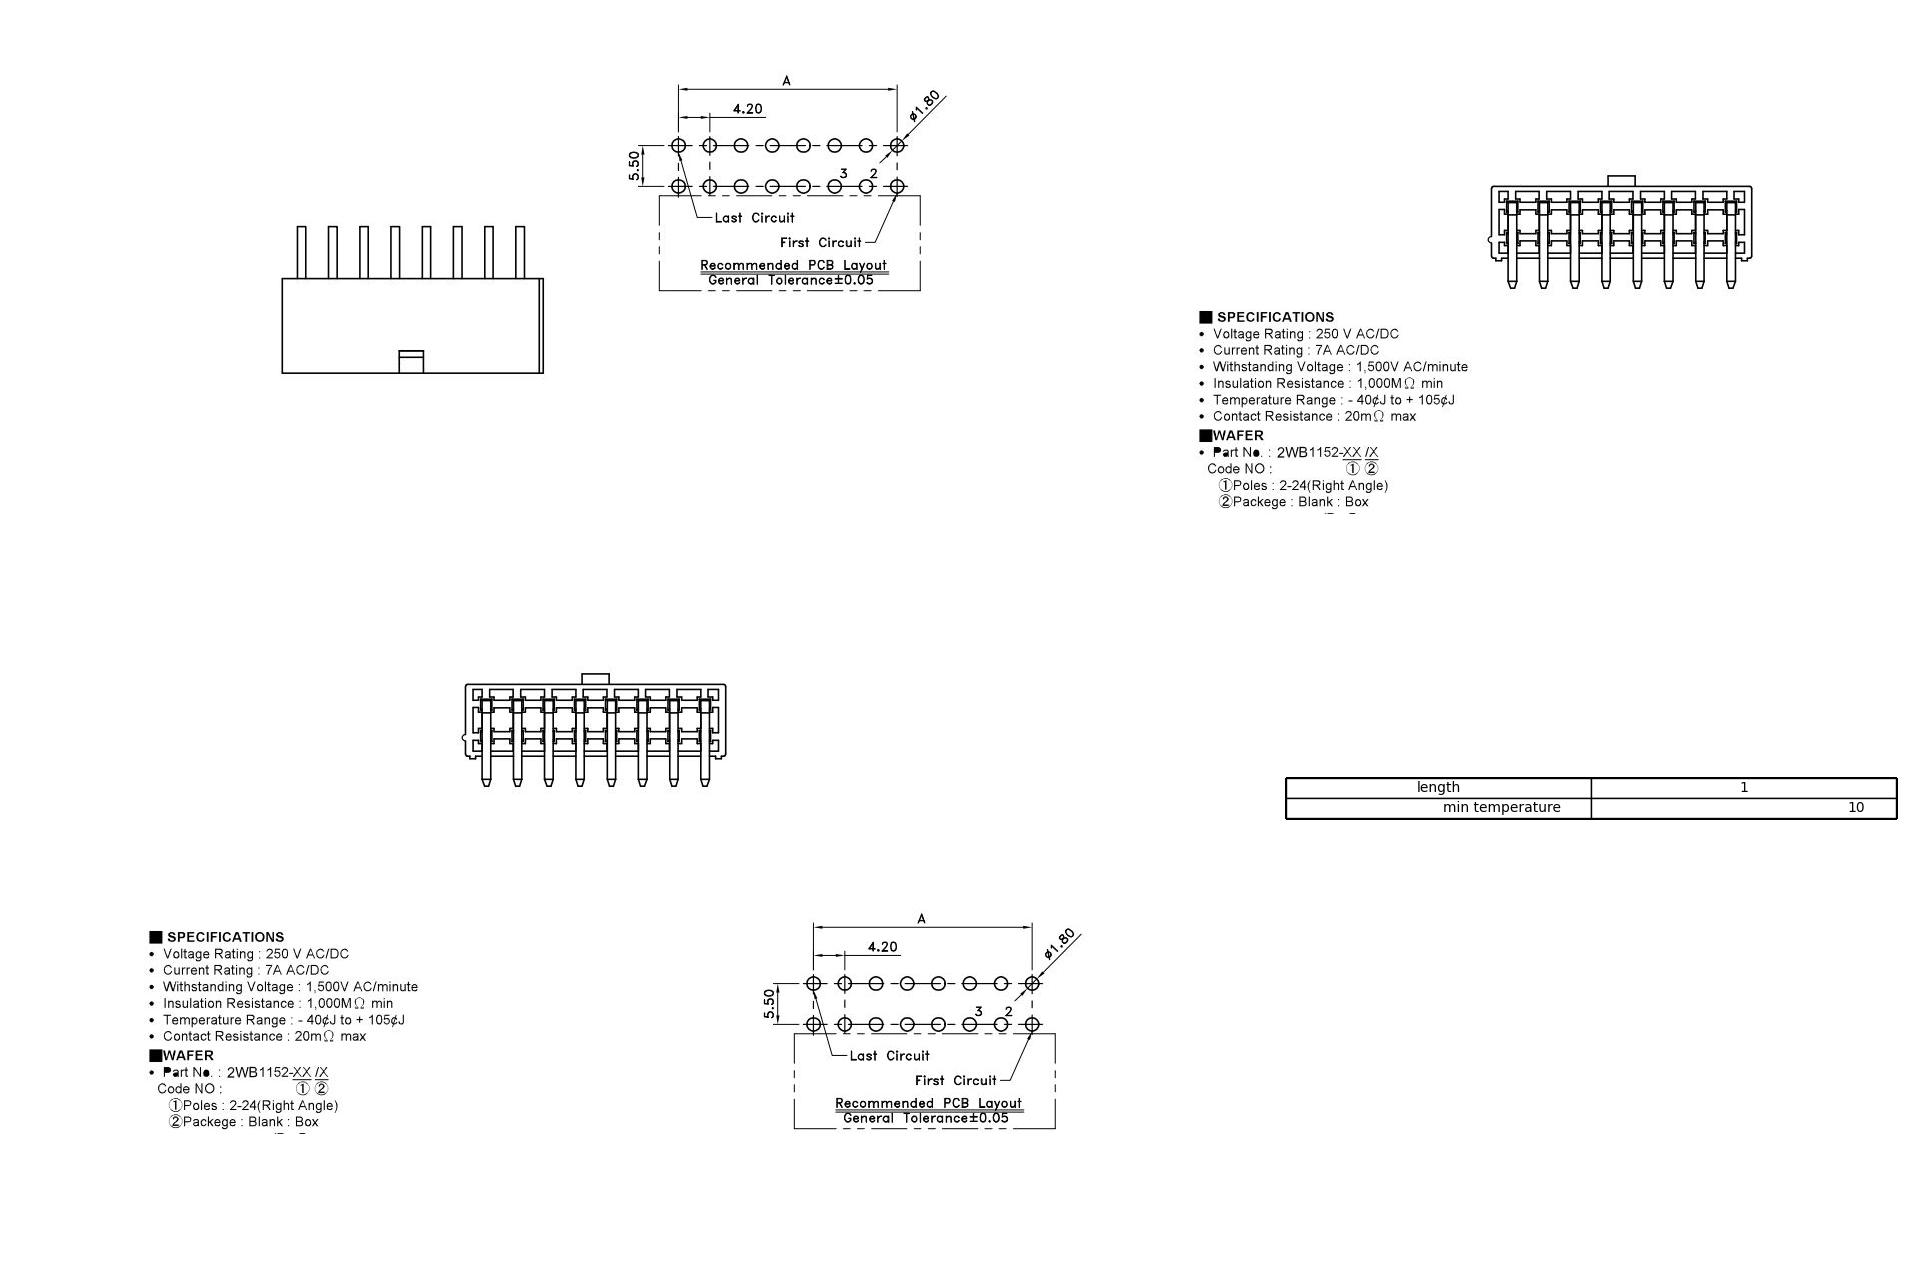 A
4.20
ø1.80
5.50
3 2
Last Circuit
First Circuit
Recommended PCB Layout
General Tolerance±0.05
■ SPECIFICATIONS
• Voltage Rating : 250 V AC/DC
• Current Rating : 7A AC/DC
• Withstanding Voltage : 1,500V AC/minute
• Insulation Resistance : 1,000MΩ min
• Temperature Range : - 40¢J to + 105¢J
• Contact Resistance : 20mΩ max
■WAFER
• Part No. : 2WB1152-XX /X
Code NO : ① ②
①Poles : 2-24(Right Angle)
②Packege : Blank : Box
length 1
min temperature 10
■ SPECIFICATIONS
• Voltage Rating : 250 V AC/DC
• Current Rating : 7A AC/DC
• Withstanding Voltage : 1,500V AC/minute
• Insulation Resistance : 1,000MΩ min
• Temperature Range : - 40¢J to + 105¢J
• Contact Resistance : 20mΩ max
■WAFER
• Part No. : 2WB1152-XX /X
Code NO : ① ②
①Poles : 2-24(Right Angle)
②Packege : Blank : Box
A
4.20
ø1.80
5.50
3 2
Last Circuit
First Circuit
Recommended PCB Layout
General Tolerance±0.05